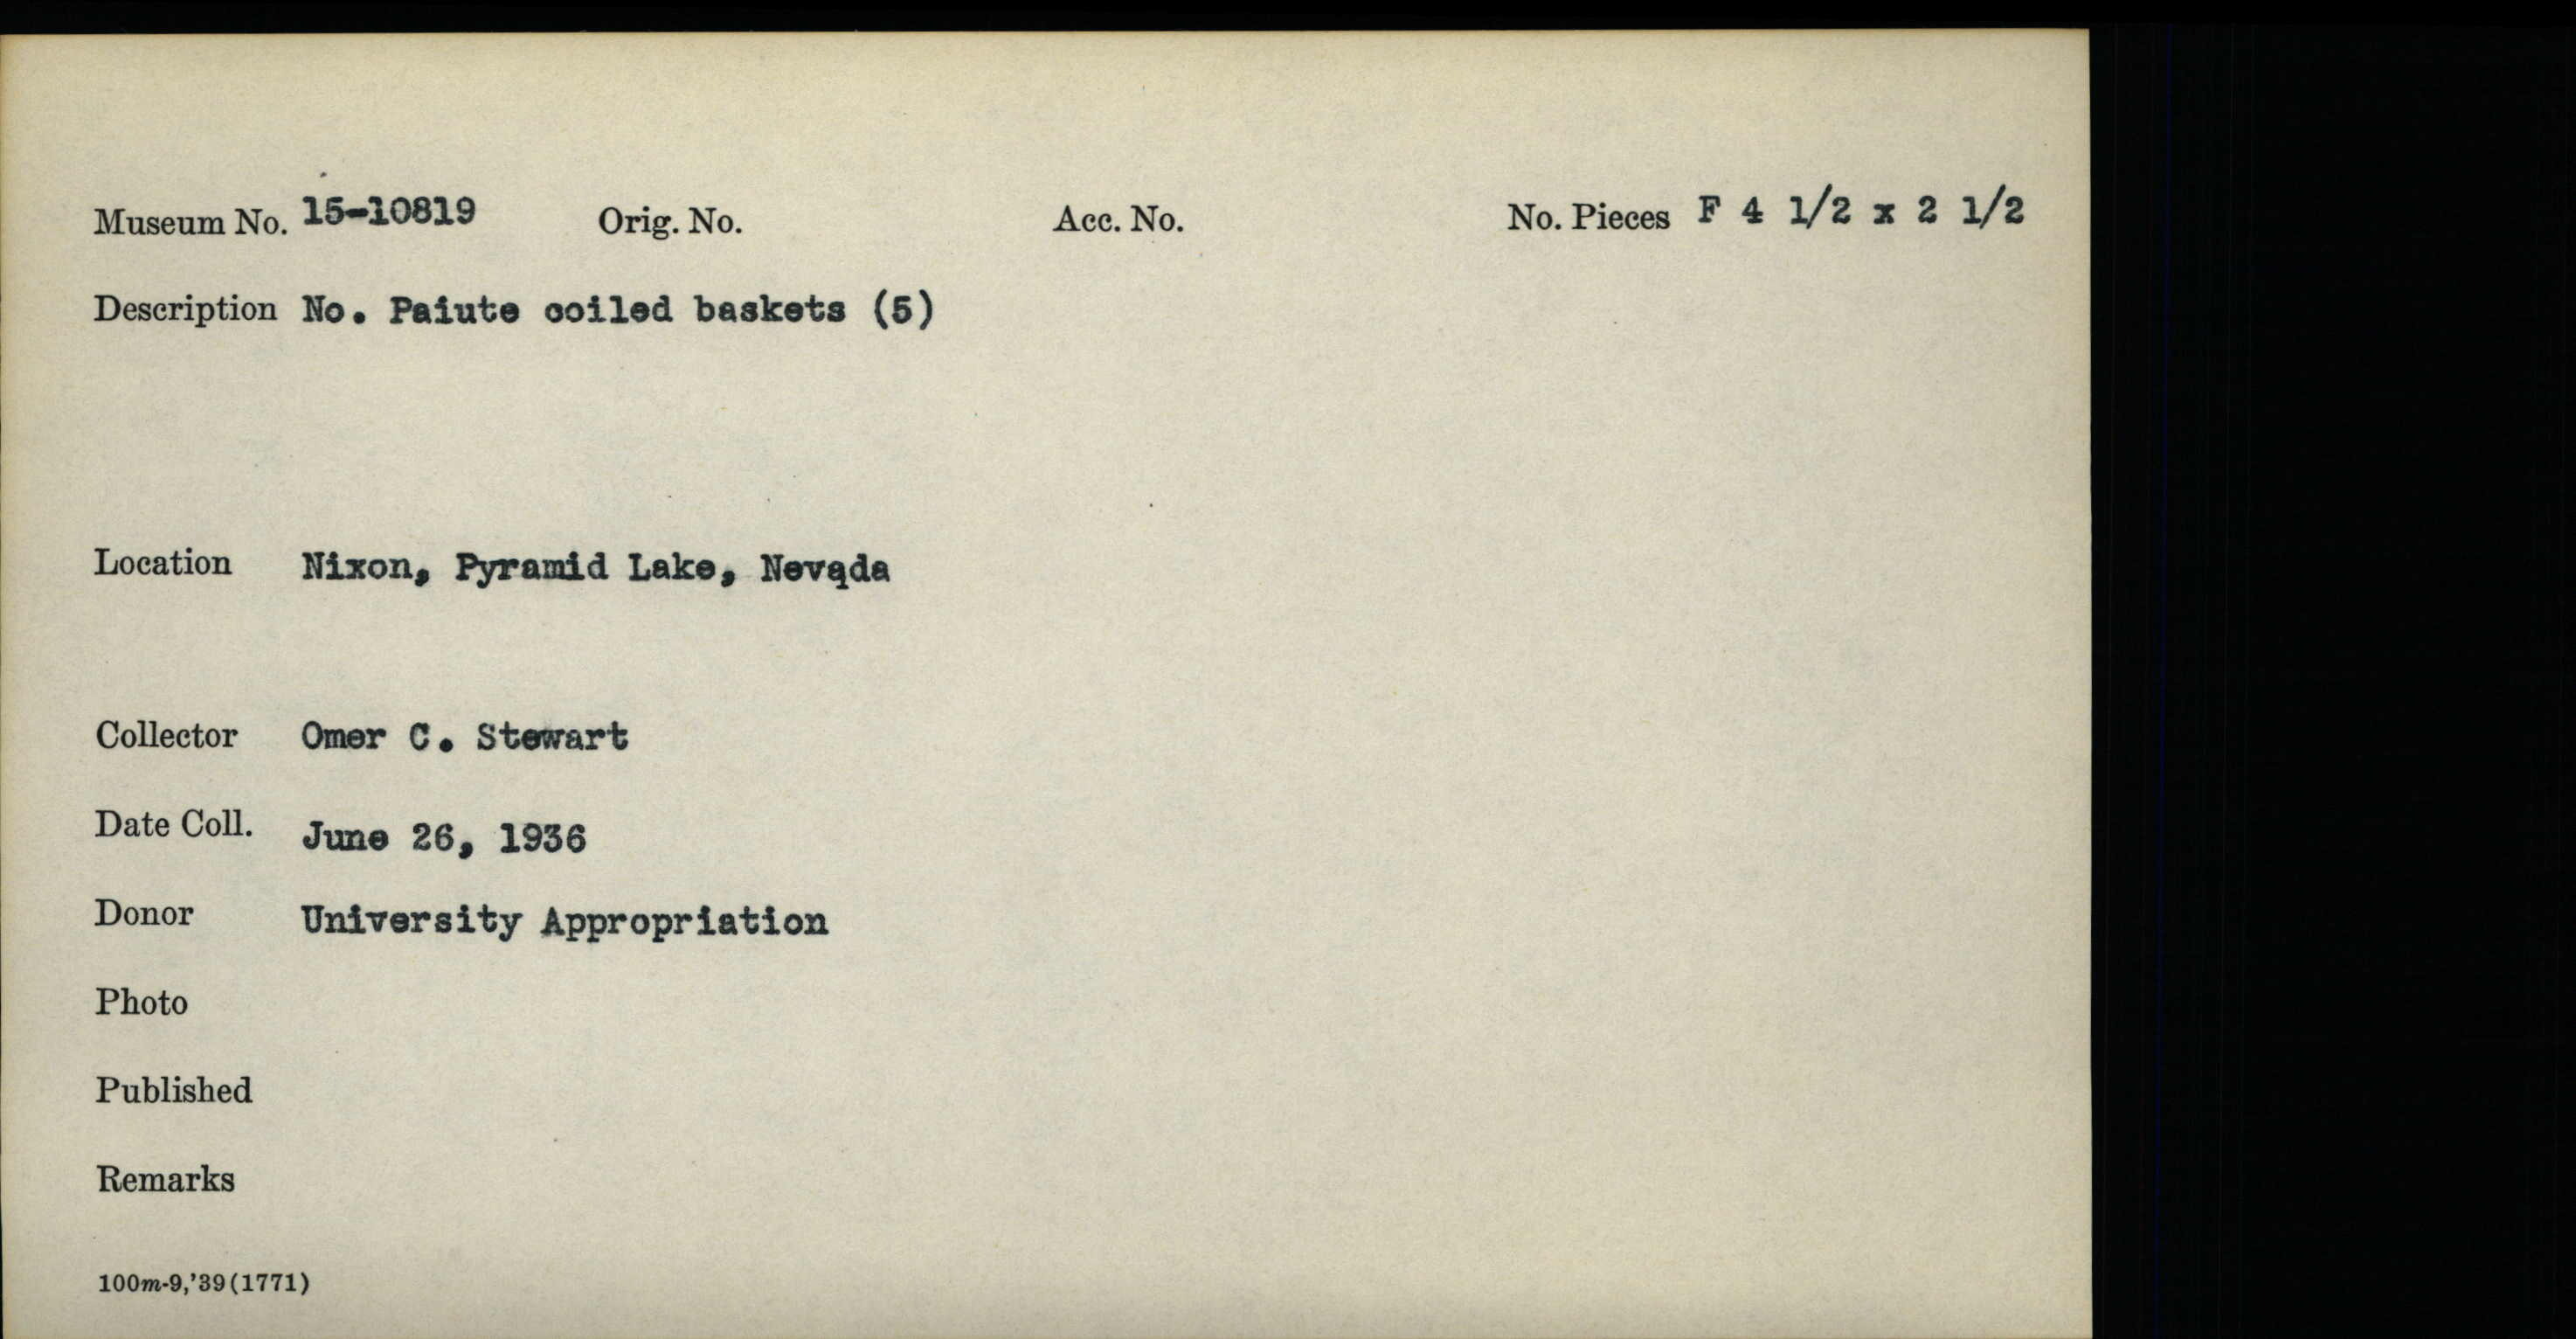 Museum No. 15-10819 Orig. No. Acc. No. No. Pieces F 4 1/2 x 2 1/2
Description No. Paiute coiled baskets (5)
Location Nixon, Pyramid Lake, Nevada
Collector Omer C. Stewart
Date Coll. June 26, 1936
Donor University Appropriation
Photo
Published
Remarks
100m-9,'39(1771)